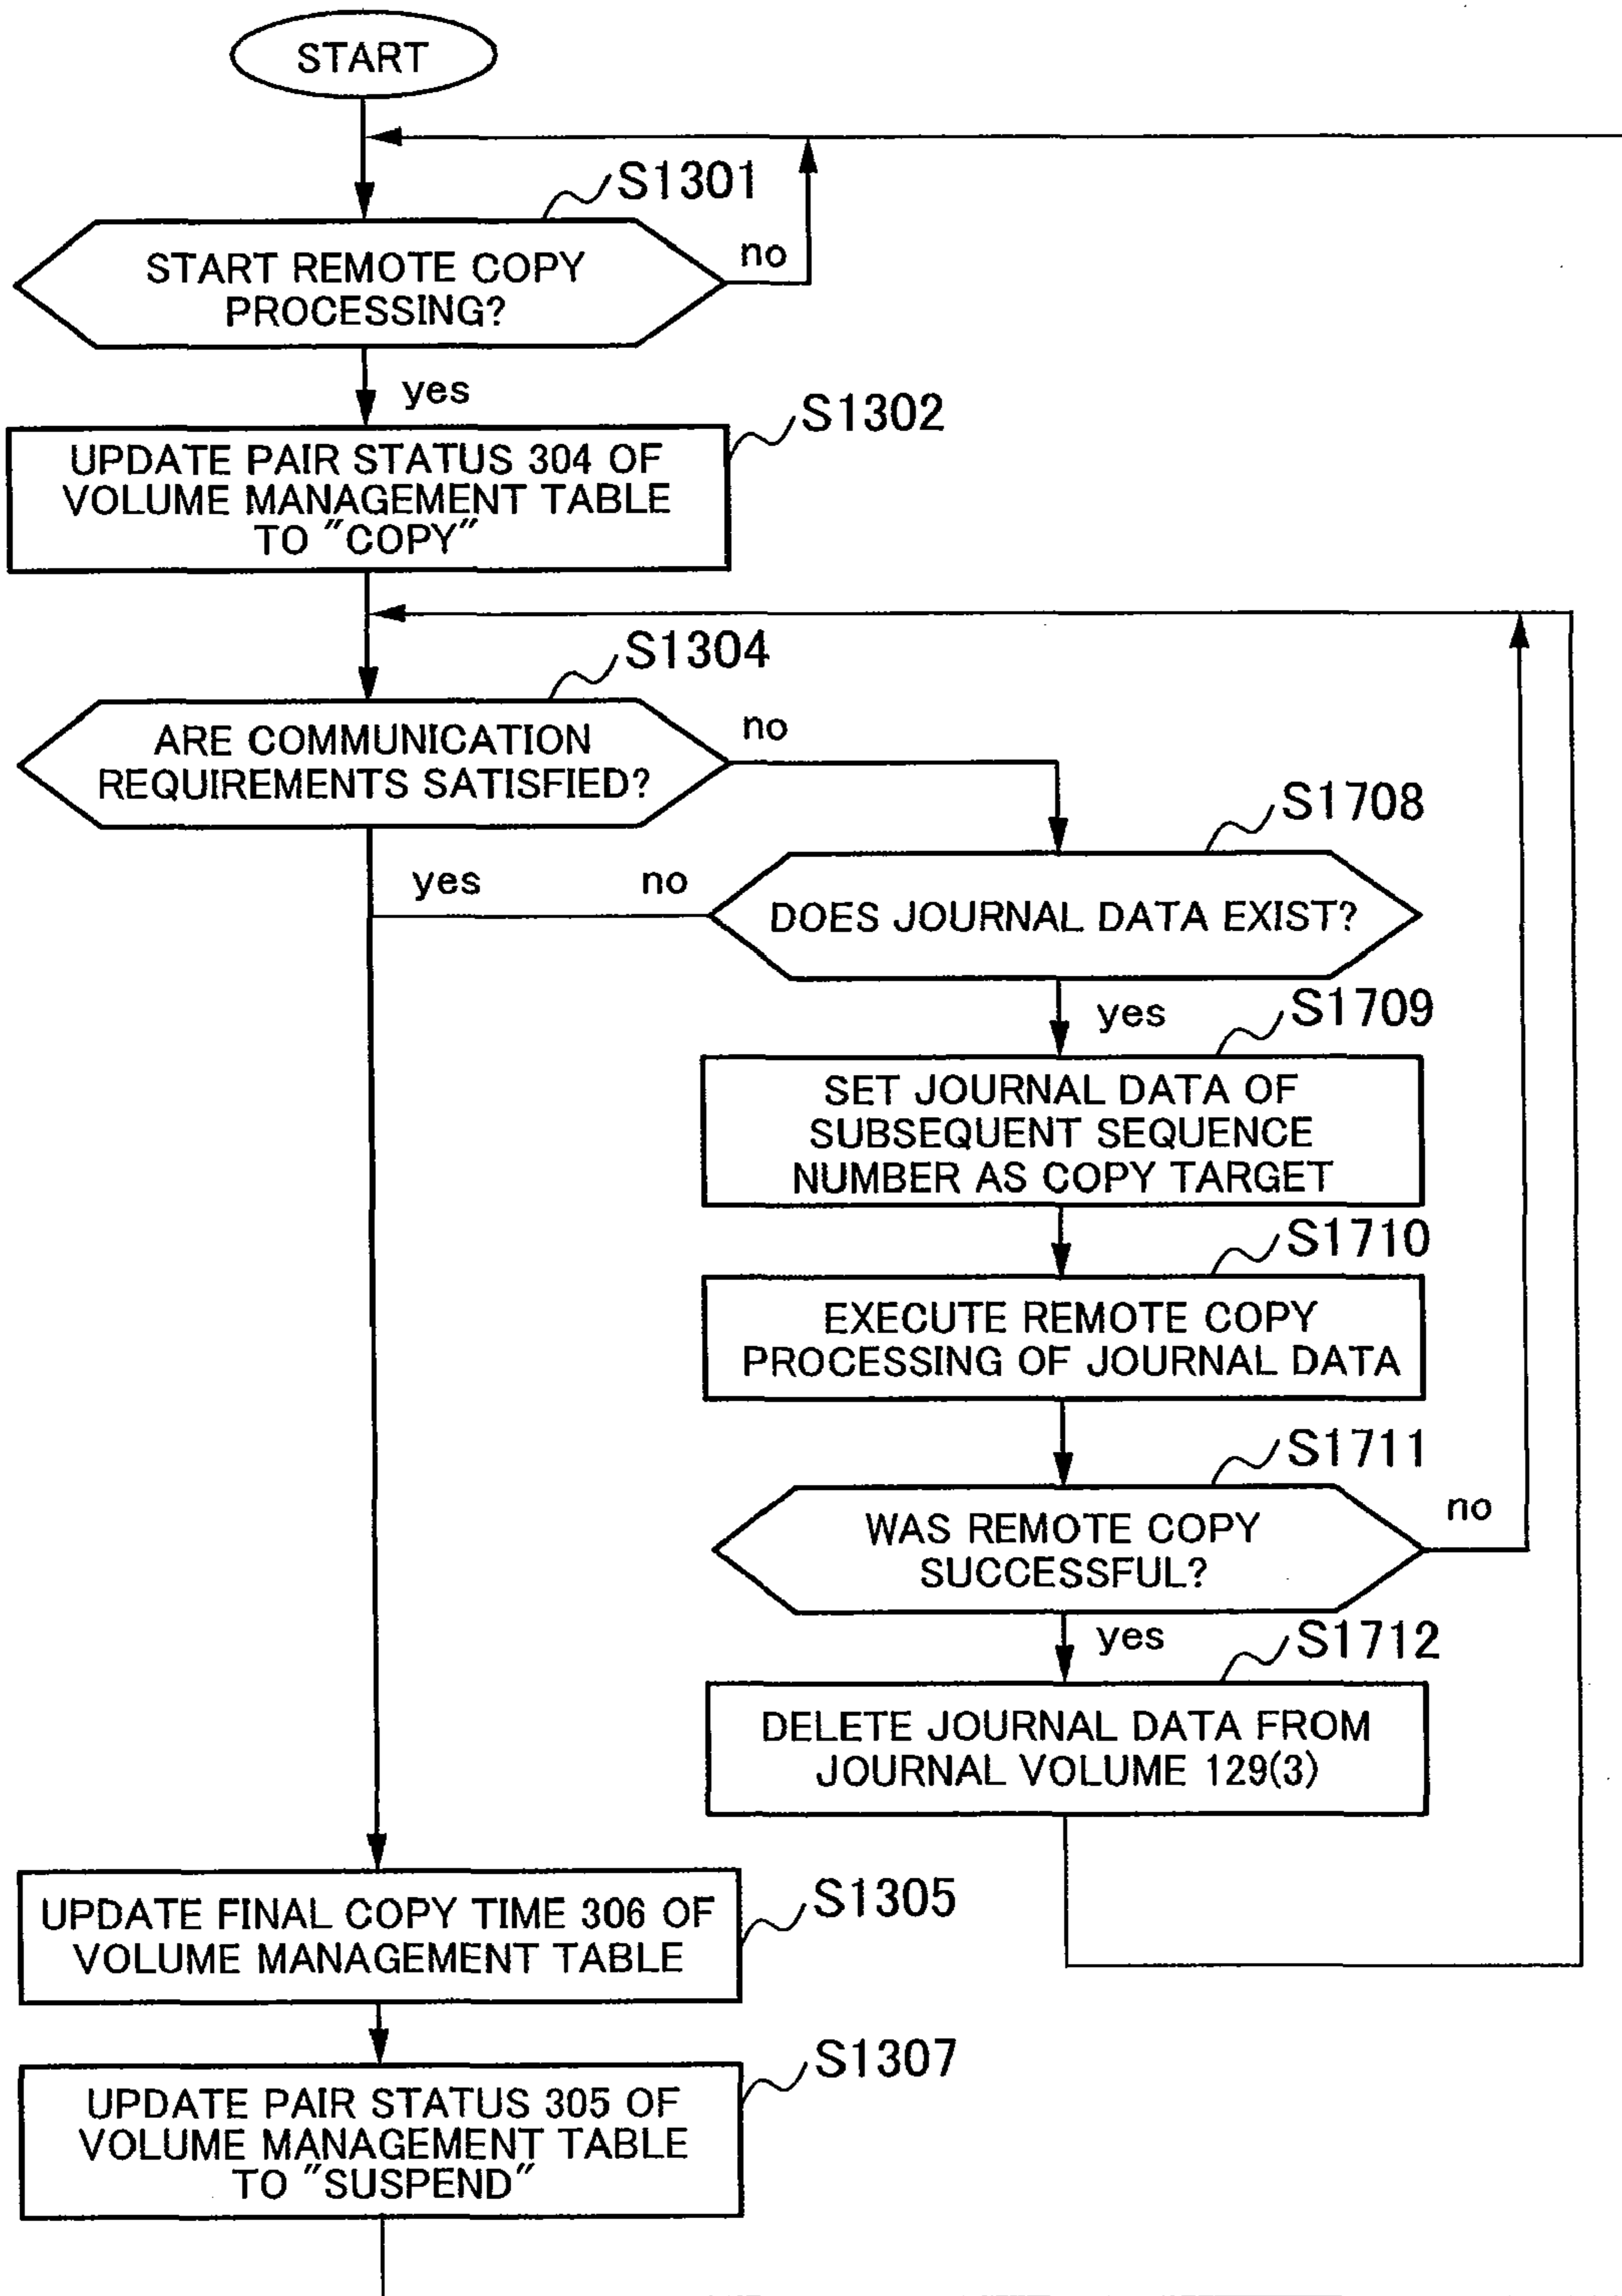 START
S1301
START REMOTE COPY
PROCESSING?
no
yes
S1302
UPDATE PAIR STATUS 304 OF
VOLUME MANAGEMENT TABLE
TO "COPY"
S1304
ARE COMMUNICATION
REQUIREMENTS SATISFIED?
no
yes
S1708
no
DOES JOURNAL DATA EXIST?
yes
S1709
SET JOURNAL DATA OF
SUBSEQUENT SEQUENCE
NUMBER AS COPY TARGET
S1710
EXECUTE REMOTE COPY
PROCESSING OF JOURNAL DATA
S1711
WAS REMOTE COPY
SUCCESSFUL?
no
yes
S1712
DELETE JOURNAL DATA FROM
JOURNAL VOLUME 129(3)
S1305
UPDATE FINAL COPY TIME 306 OF
VOLUME MANAGEMENT TABLE
S1307
UPDATE PAIR STATUS 305 OF
VOLUME MANAGEMENT TABLE
TO "SUSPEND"